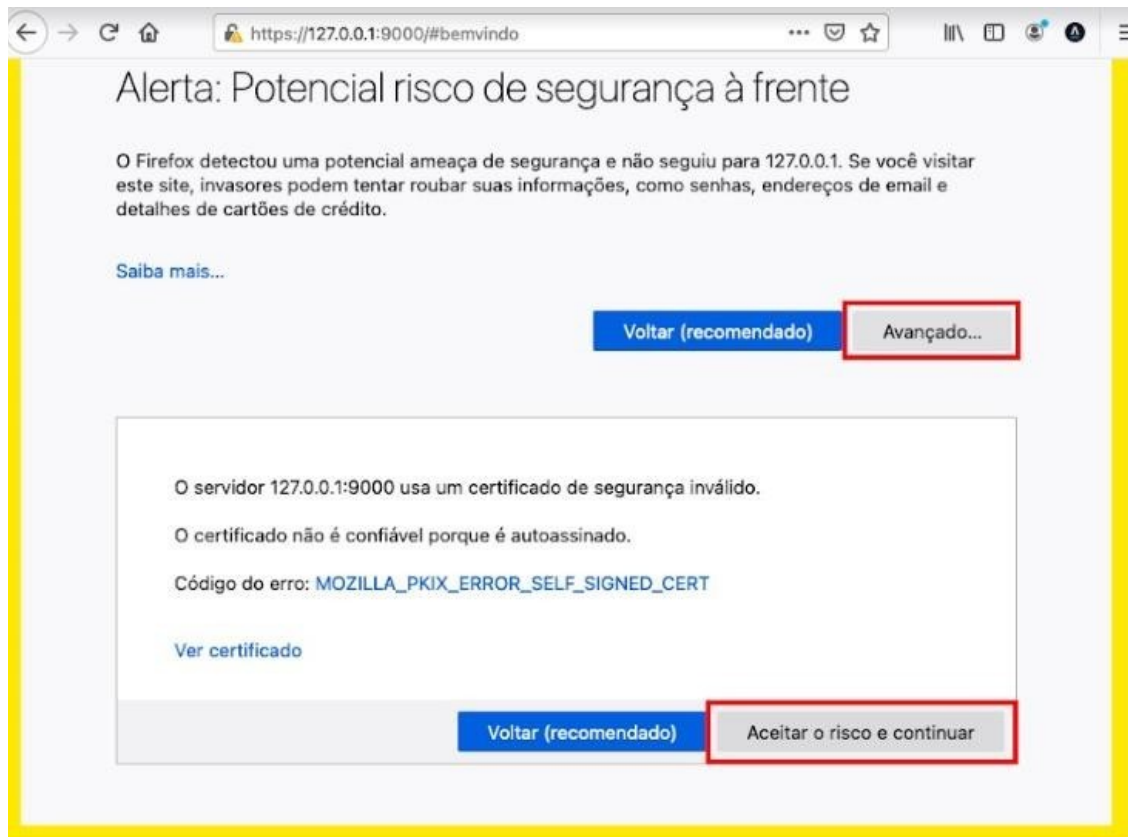 https://127.0.0.1:9000/#bemvindo
Alerta: Potencial risco de segurança à frente
O Firefox detectou uma potencial ameaça de segurança e não seguiu para 127.0.0.1. Se você visitar
este site, invasores podem tentar roubar suas informações, como senhas, endereços de email e
detalhes de cartões de crédito.
Saiba mais...
Voltar (recomendado)
Avançado...
O servidor 127.0.0.1:9000 usa um certificado de segurança inválido.
O certificado não é confiável porque é autoassinado.
Código do erro: MOZILLA_PKIX_ERROR_SELF_SIGNED_CERT
Ver certificado
Voltar (recomendado)
Aceitar o risco e continuar